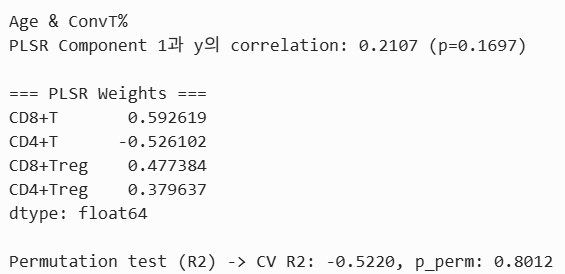 Age & ConvT%
PLSR Component 1과 y의 correlation: 0.2107 (p=0.1697)
=== PLSR Weights ===
CD8+T 0.592619
CD4+T -0.526102
CD8+Treg 0.477384
CD4+Treg 0.379637
dtype: float64
Permutation test (R2) -> CV R2: -0.5220, p_perm: 0.8012